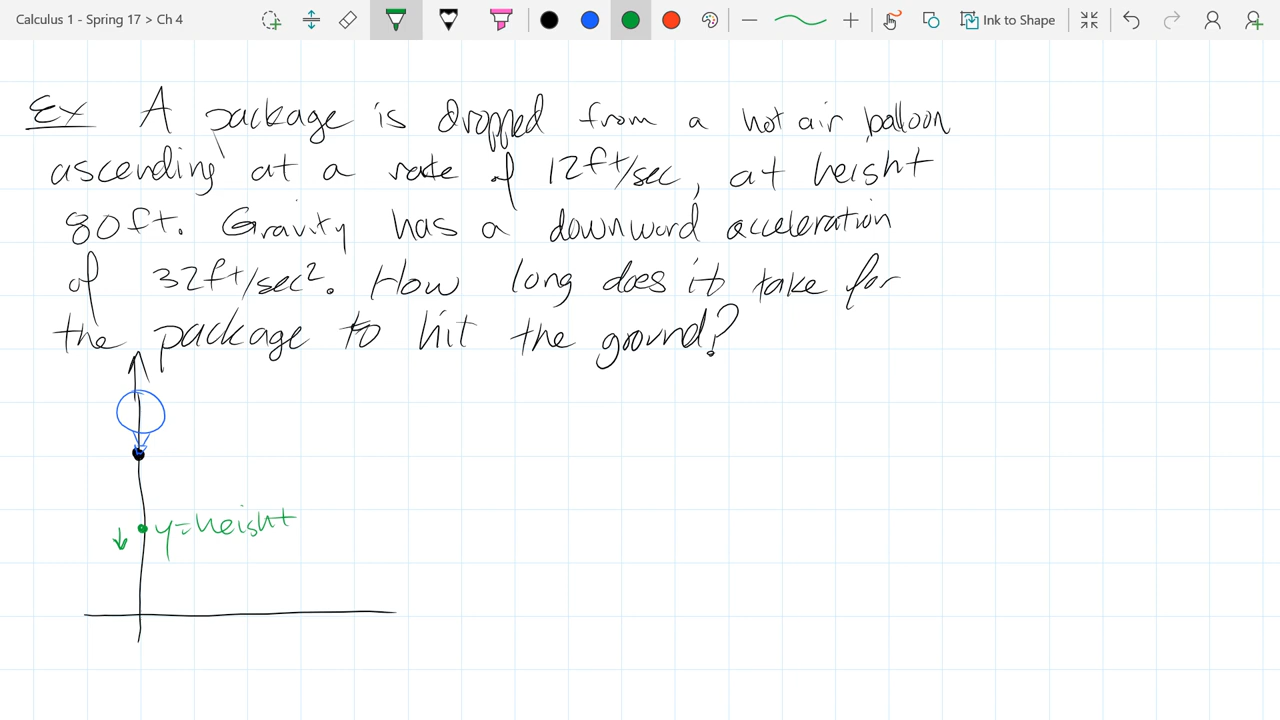 Calculus 1 - Spring 17 > Ch 4
Ink to Shape
Ex A package is dropped from a hot air balloon
ascending at a rate of 12ft/sec, at height
80ft. Gravity has a downward acceleration
of 32ft/sec². How long does it take for
the package to hit the ground?
y=height